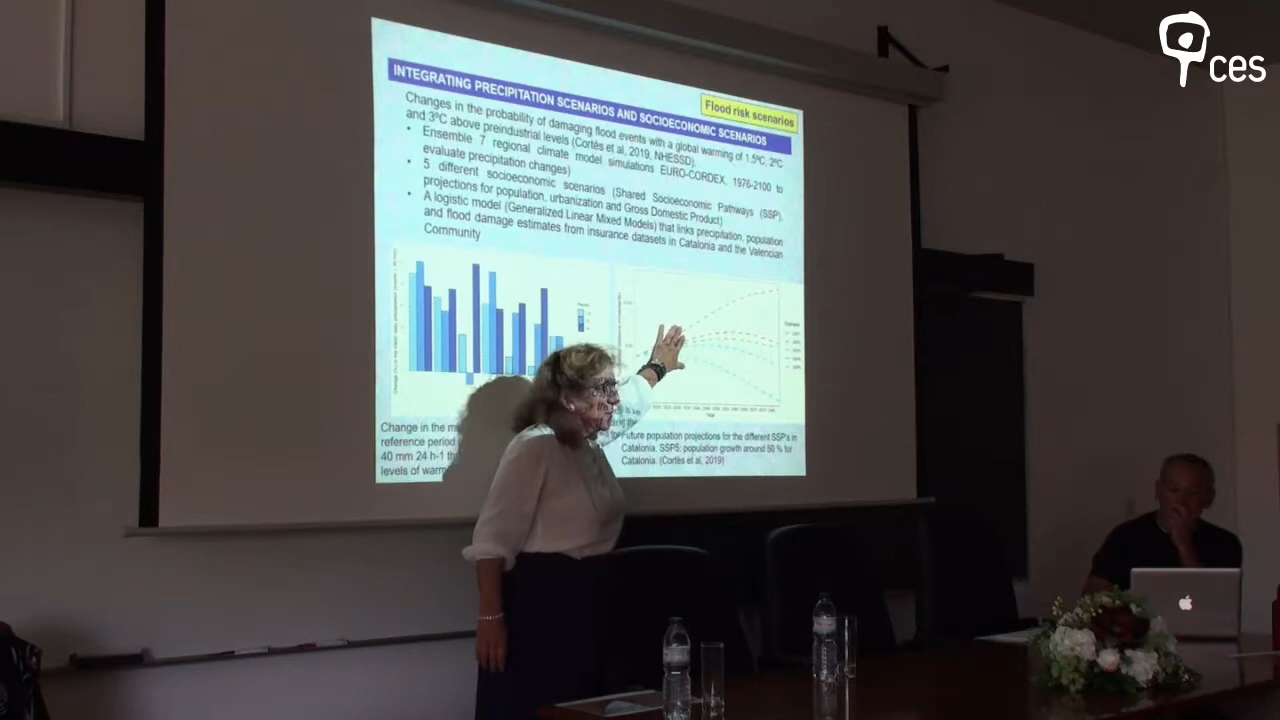 ces
INTEGRATING PRECIPITATION SCENARIOS AND SOCIOECONOMIC SCENARIOS
Flood risk scenarios
Changes in the probability of damaging flood events with a global warming of 1.5ºC, 2ºC
and 3ºC above preindustrial levels (Cortès et al, 2019, NHESSD).
• Ensemble 7 regional climate model simulations EURO-CORDEX, 1976-2100 to
evaluate precipitation changes)
• 5 different socioeconomic scenarios (Shared Socioeconomic Pathways (SSP),
projections for population, urbanization and Gross Domestic Product)
• A logistic model (Generalized Linear Mixed Models) that links precipitation, population
and flood damage estimates from insurance datasets in Catalonia and the Valencian
Community
Year
Change in the
reference period
40 mm 24 h-1
levels of
Future population projections for the different SSP's in
Catalonia. SSP5: population growth around 50 % for
Catalonia. (Cortès et al, 2019)